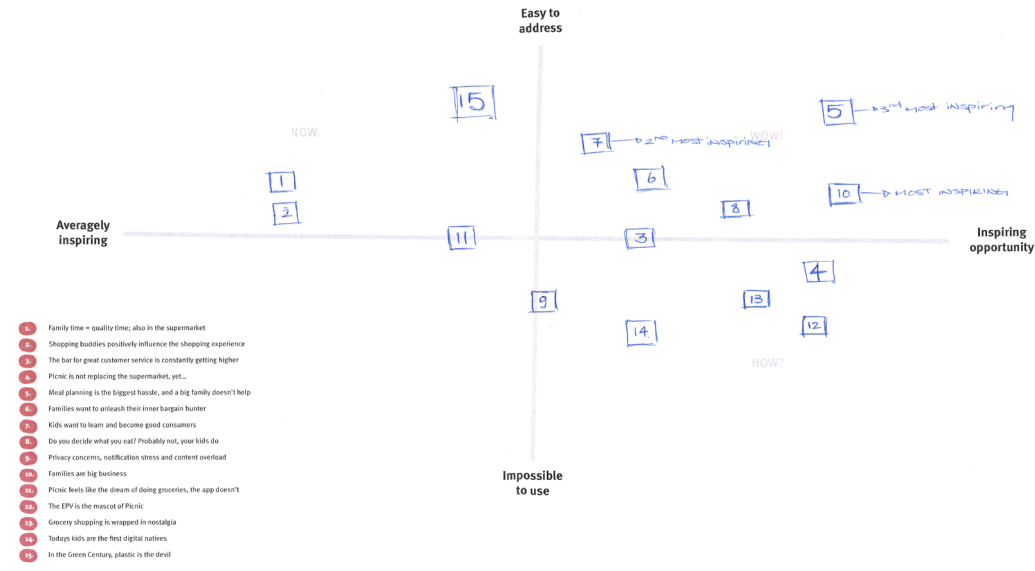 Easy to
address
15
5 3rd MOST INSPIRING
NOW.
WOW!
7 2ND MOST INSPIRING
6
1
10 MOST INSPIRING
2
8
Averagely
inspiring
11
3
Inspiring
opportunity
4
9
13
14
12
HOW?
Impossible
to use
1. Family time = quality time; also in the supermarket
2. Shopping buddies positively influence the shopping experience
3. The bar for great customer service is constantly getting higher
4. Picnic is not replacing the supermarket, yet...
5. Meal planning is the biggest hassle, and a big family doesn't help
6. Families want to unleash their inner bargain hunter
7. Kids want to learn and become good consumers
8. Do you decide what you eat? Probably not, your kids do
9. Privacy concerns, notification stress and content overload
10. Families are big business
11. Picnic feels like the dream of doing groceries, the app doesn't
12. The EPV is the mascot of Picnic
13. Grocery shopping is wrapped in nostalgia
14. Todays kids are the first digital natives
15. In the Green Century, plastic is the devil